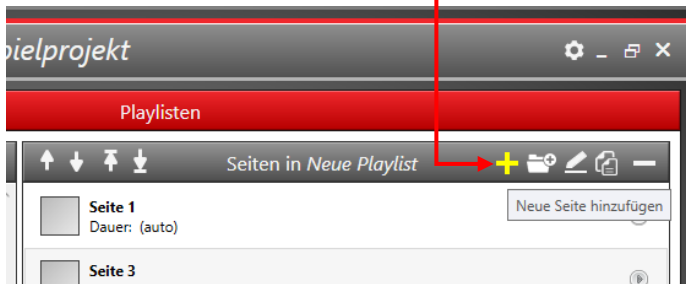 pielprojekt
Playlisten
Seiten in Neue Playlist
Neue Seite hinzufügen
Seite 1
Dauer: (auto)
Seite 3